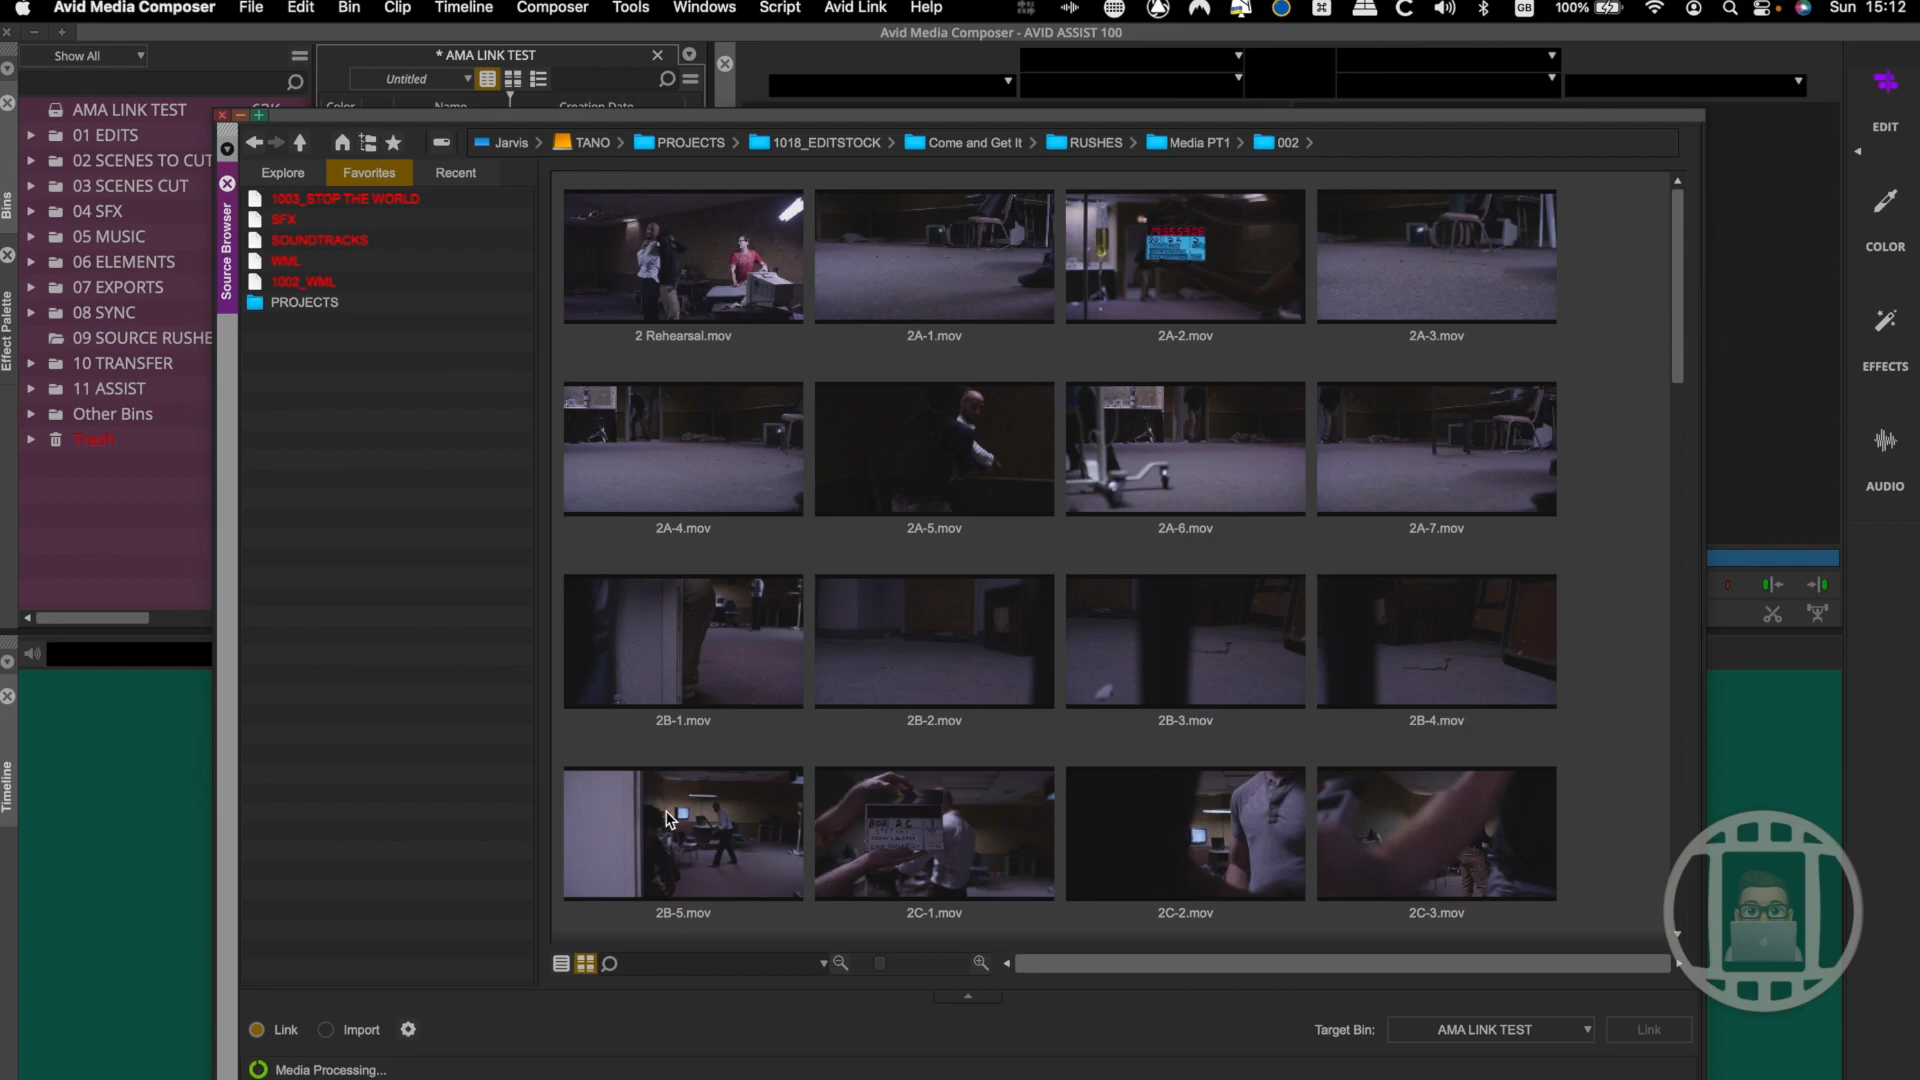 Avid Media Composer File Edit Bin Clip Timeline Composer Tools Windows Script Avid Link Help GB 100% Sun 15:12
Avid Media Composer - AVID ASSIST 100
Show All
* AMA LINK TEST
Untitled
Color Name Creation Date
AMA LINK TEST
01 EDITS
02 SCENES TO CUT
03 SCENES CUT
04 SFX
05 MUSIC
06 ELEMENTS
07 EXPORTS
08 SYNC
09 SOURCE RUSHE
10 TRANSFER
11 ASSIST
Other Bins
Trash
Bins
Effect Palette
Timeline
Source Browser
Jarvis TANO PROJECTS 1018_EDITSTOCK Come and Get It RUSHES Media PT1 002
Explore Favorites Recent
1003_STOP THE WORLD
SFX
SOUNDTRACKS
WML
1002_WML
PROJECTS
2 Rehearsal.mov 2A-1.mov 2A-2.mov 2A-3.mov
2A-4.mov 2A-5.mov 2A-6.mov 2A-7.mov
2B-1.mov 2B-2.mov 2B-3.mov 2B-4.mov
2B-5.mov 2C-1.mov 2C-2.mov 2C-3.mov
Link Import
Target Bin: AMA LINK TEST Link
Media Processing...
EDIT
COLOR
EFFECTS
AUDIO